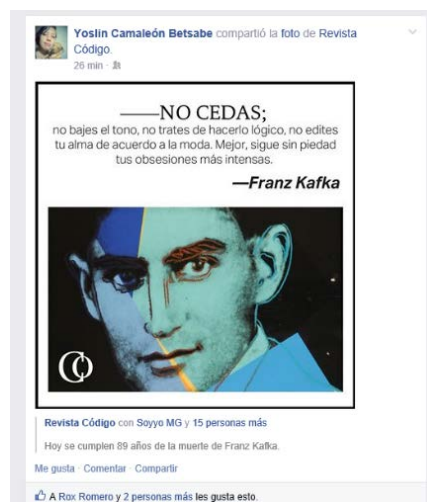 Yoslin Camaleón Betsabe compartió la foto de Revista
Código.
26 min ·
——NO CEDAS;
no bajes el tono, no trates de hacerlo lógico, no edites
tu alma de acuerdo a la moda. Mejor, sigue sin piedad
tus obsesiones más intensas.
—Franz Kafka
Revista Código con Soyyo MG y 15 personas más
Hoy se cumplen 89 años de la muerte de Franz Kafka.
Me gusta · Comentar · Compartir
A Rox Romero y 2 personas más les gusta esto.